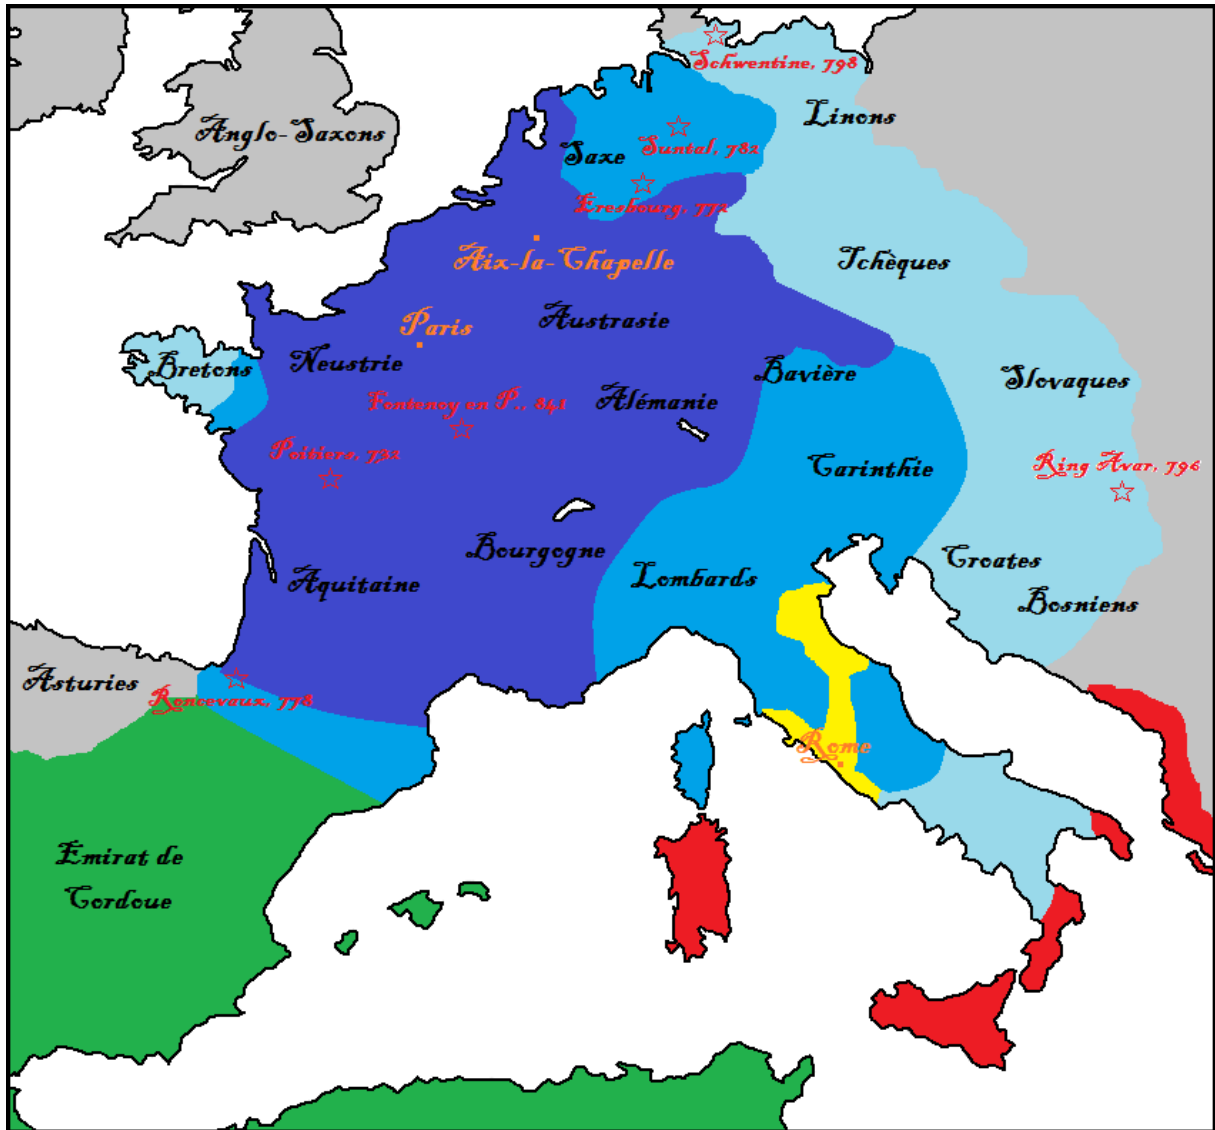 Schwentine, 798
Linons
Anglo-Saxons
Saxe
Suntal, 782
Eresbourg, 772
Aix-la-Chapelle
Tchèques
Paris
Austrasie
Bretons
Neustrie
Bavière
Slovaques
Fontenoy en P., 841
Alémanie
Poitiers, 732
Carinthie
Ring Avar, 796
Bourgogne
Croates
Aquitaine
Lombards
Bosniens
Asturies
Roncevaux, 778
Rome
Emirat de
Cordoue